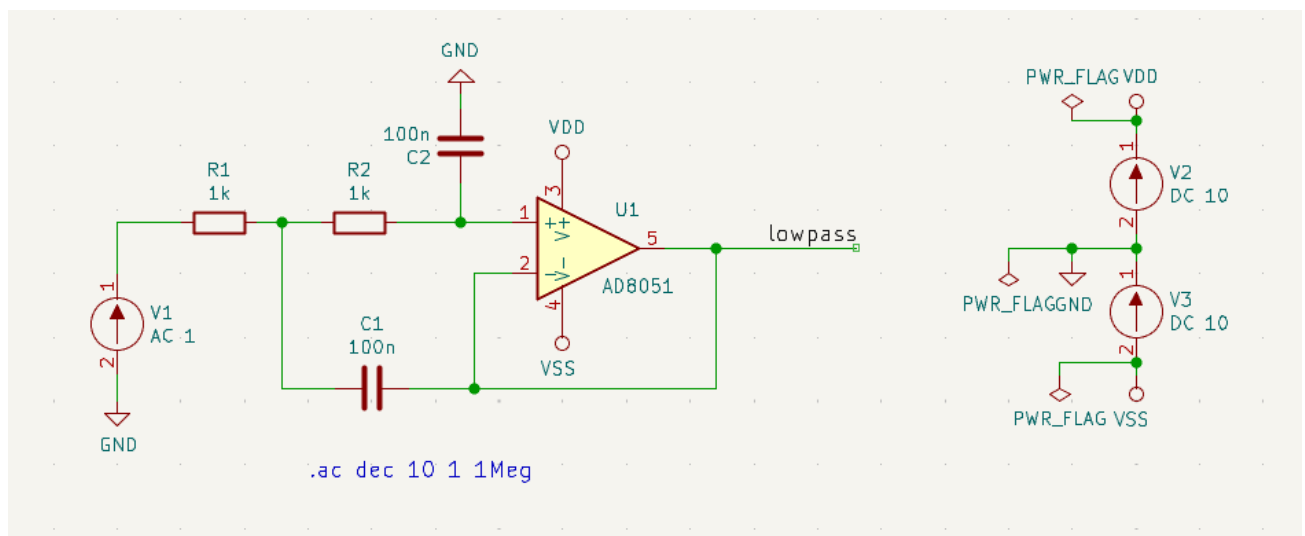 GND
PWR_FLAG VDD
100n
C2
VDD
R1
1k
R2
1k
3
1
V2
DC 10
2
1
+
V+
U1
5
lowpass
2
-
V-
AD8051
4
VSS
1
V1
AC 1
2
GND
C1
100n
PWR_FLAG GND
1
V3
DC 10
2
PWR_FLAG VSS
.ac dec 10 1 1Meg